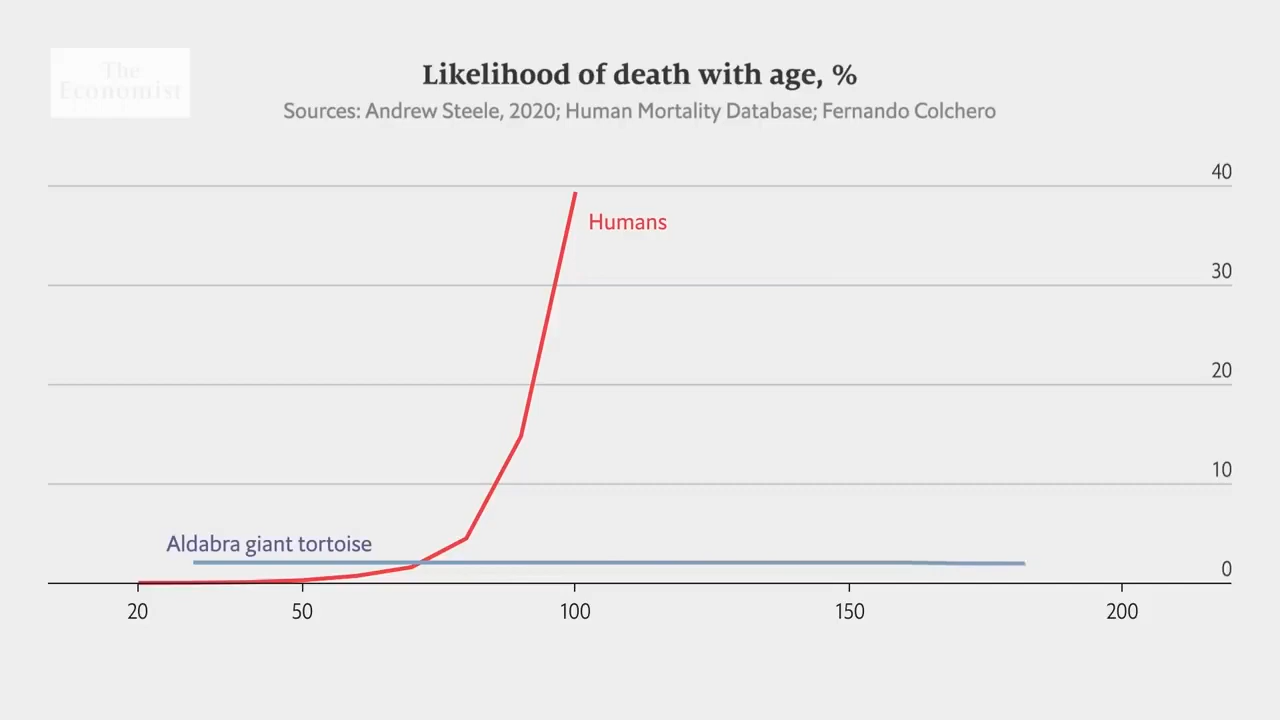 The
Economist
Likelihood of death with age, %
Sources: Andrew Steele, 2020; Human Mortality Database; Fernando Colchero
40
Humans
30
20
10
Aldabra giant tortoise
0
20 50 100 150 200